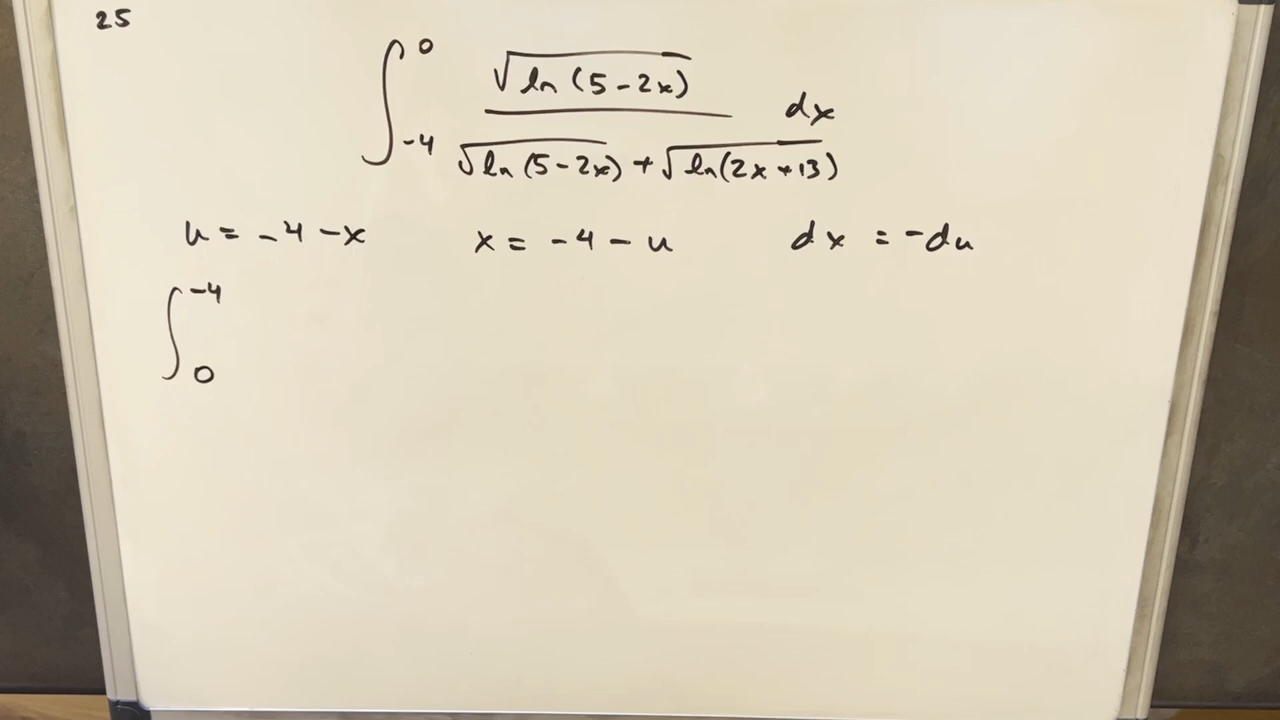 25
∫_{-4}^{0} √(ln(5-2x)) / (√(ln(5-2x)) + √(ln(2x+13))) dx
u = -4-x x = -4-u dx = -du
∫_{0}^{-4}